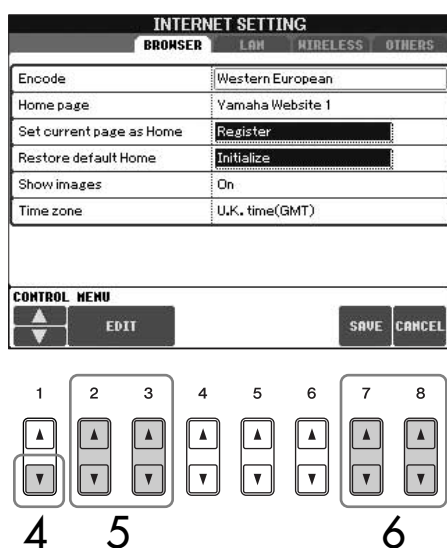 INTERNET SETTING
BROWSER LAN WIRELESS OTHERS
Encode Western European
Home page Yamaha Website 1
Set current page as Home Register
Restore default Home Initialize
Show images On
Time zone U.K. time(GMT)
CONTROL MENU
EDIT SAVE CANCEL
1 2 3 4 5 6 7 8
4 5 6